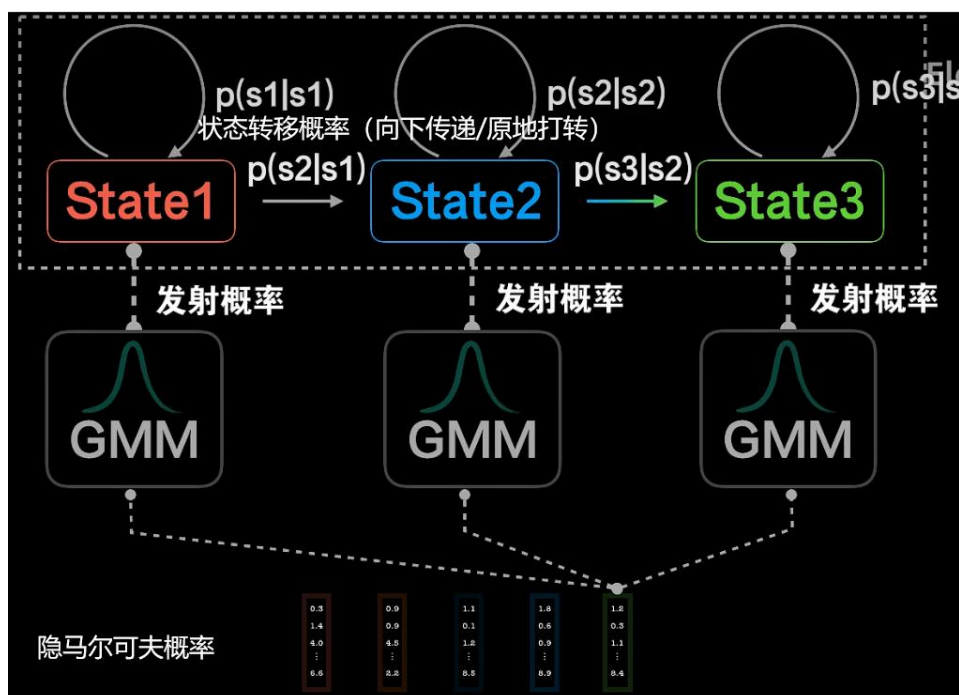 p(s1|s1)
p(s2|s2)
p(s3|s
状态转移概率（向下传递/原地打转）
p(s2|s1)
p(s3|s2)
State1
State2
State3
发射概率
发射概率
发射概率
GMM
GMM
GMM
0.3 0.9 1.1 1.8 1.2
1.4 0.9 0.1 0.6 0.3
4.0 4.5 1.2 0.9 1.1
⋮ ⋮ ⋮ ⋮ ⋮
6.6 2.2 8.5 8.9 8.4
隐马尔可夫概率